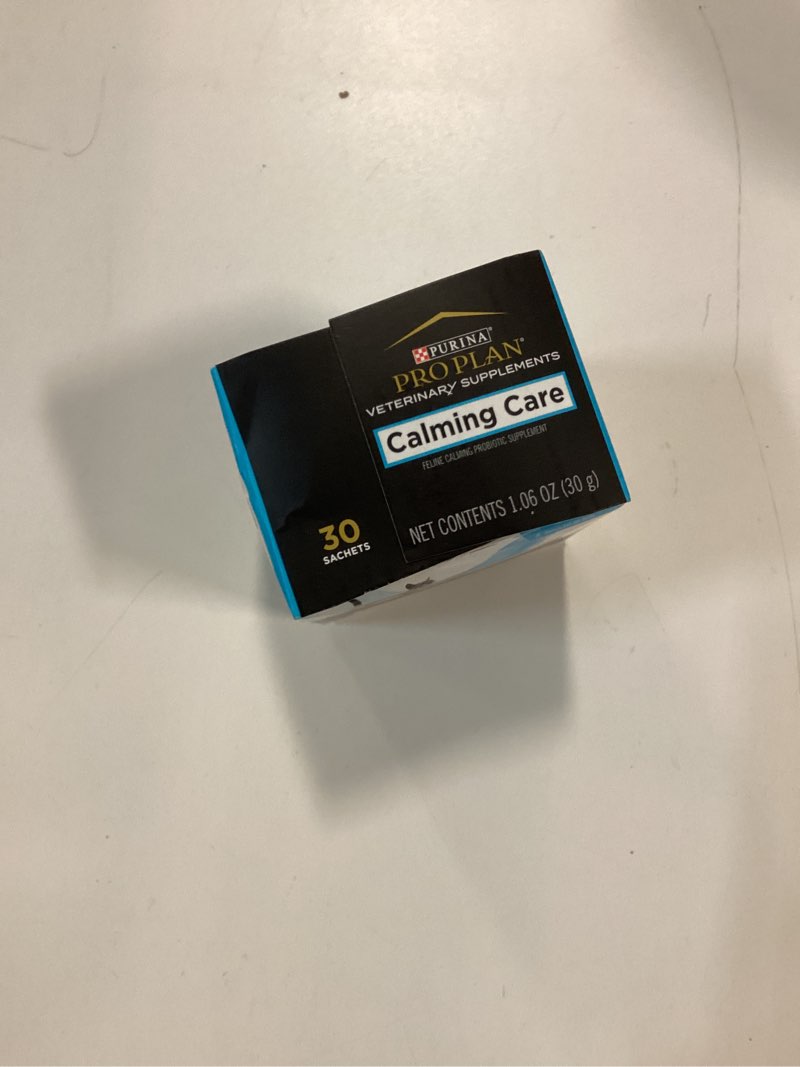 PURINA®
PRO PLAN®
VETERINARY SUPPLEMENTS
Calming Care
FELINE CALMING PROBIOTIC SUPPLEMENT
30
SACHETS
NET CONTENTS 1.06 OZ (30 g)